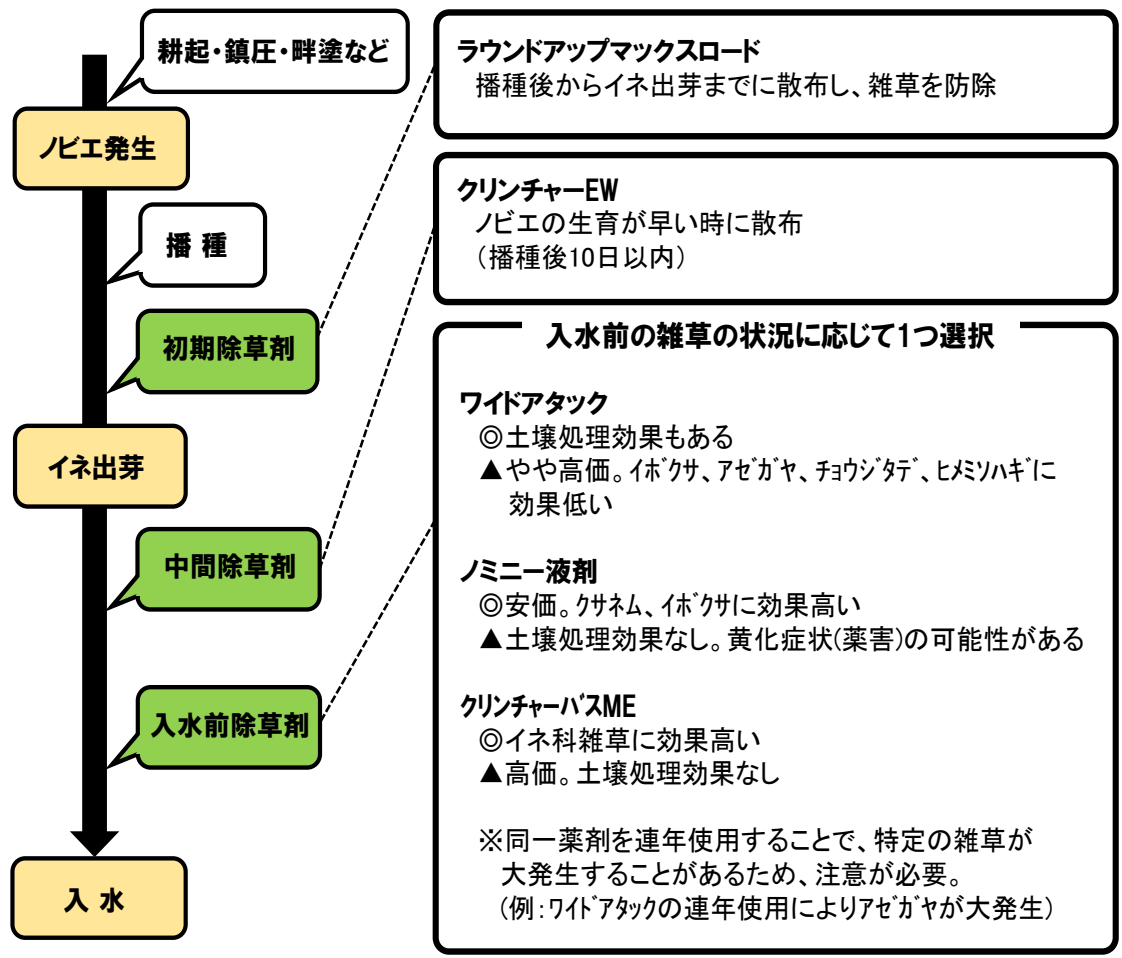 耕起・鎮圧・畔塗など
ノビエ発生
播 種
初期除草剤
イネ出芽
中間除草剤
入水前除草剤
入 水
ラウンドアップマックスロード
播種後からイネ出芽までに散布し、雑草を防除
クリンチャーEW
ノビエの生育が早い時に散布
（播種後10日以内）
入水前の雑草の状況に応じて１つ選択
ワイドアタック
◎土壌処理効果もある
▲やや高価。ｲﾎﾞｸｻ、ｱｾﾞｶﾞﾔ、ﾁｮｳｼﾞﾀﾃﾞ、ﾋﾒﾐｿﾊｷﾞに
効果低い
ノミニー液剤
◎安価。ｸｻﾈﾑ、ｲﾎﾞｸｻに効果高い
▲土壌処理効果なし。黄化症状(薬害)の可能性がある
ｸﾘﾝﾁｬｰﾊﾞｽME
◎イネ科雑草に効果高い
▲高価。土壌処理効果なし
※同一薬剤を連年使用することで、特定の雑草が
大発生することがあるため、注意が必要。
（例：ﾜｲﾄﾞｱﾀｯｸの連年使用によりｱｾﾞｶﾞﾔが大発生）